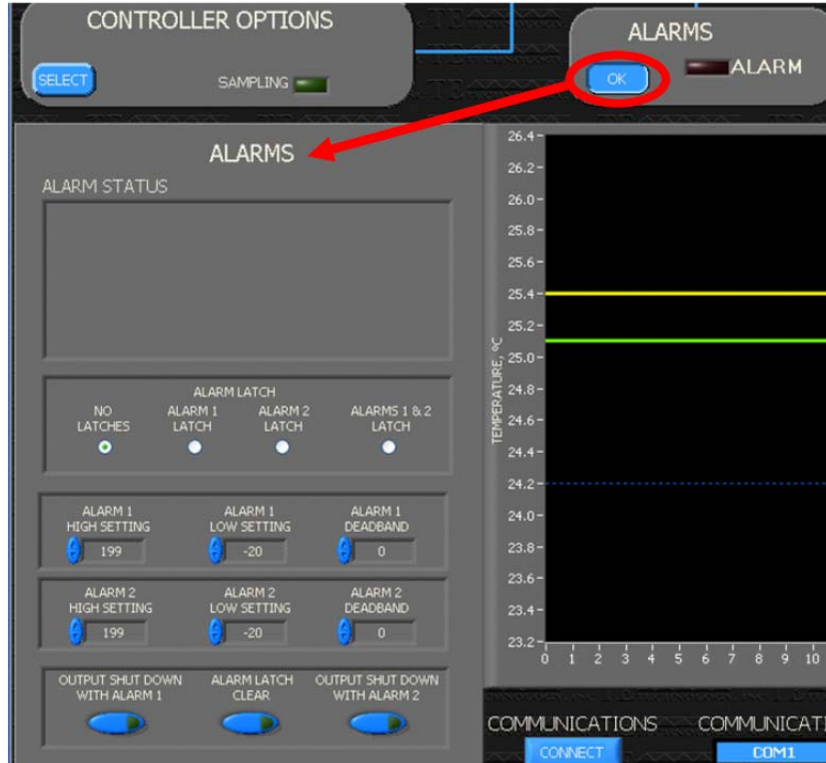 CONTROLLER OPTIONS
SELECT
SAMPLING
ALARMS
OK
ALARM
ALARMS
ALARM STATUS
ALARM LATCH
NO LATCHES
ALARM 1 LATCH
ALARM 2 LATCH
ALARMS 1 & 2 LATCH
ALARM 1 HIGH SETTING
199
ALARM 1 LOW SETTING
-20
ALARM 1 DEADBAND
0
ALARM 2 HIGH SETTING
199
ALARM 2 LOW SETTING
-20
ALARM 2 DEADBAND
0
OUTPUT SHUT DOWN WITH ALARM 1
ALARM LATCH CLEAR
OUTPUT SHUT DOWN WITH ALARM 2
TEMPERATURE, °C
26.4
26.2
26.0
25.8
25.6
25.4
25.2
25.0
24.8
24.6
24.4
24.2
24.0
23.8
23.6
23.4
23.2
0 1 2 3 4 5 6 7 8 9 10
COMMUNICATIONS
CONNECT
COMMUNICATI
COM1